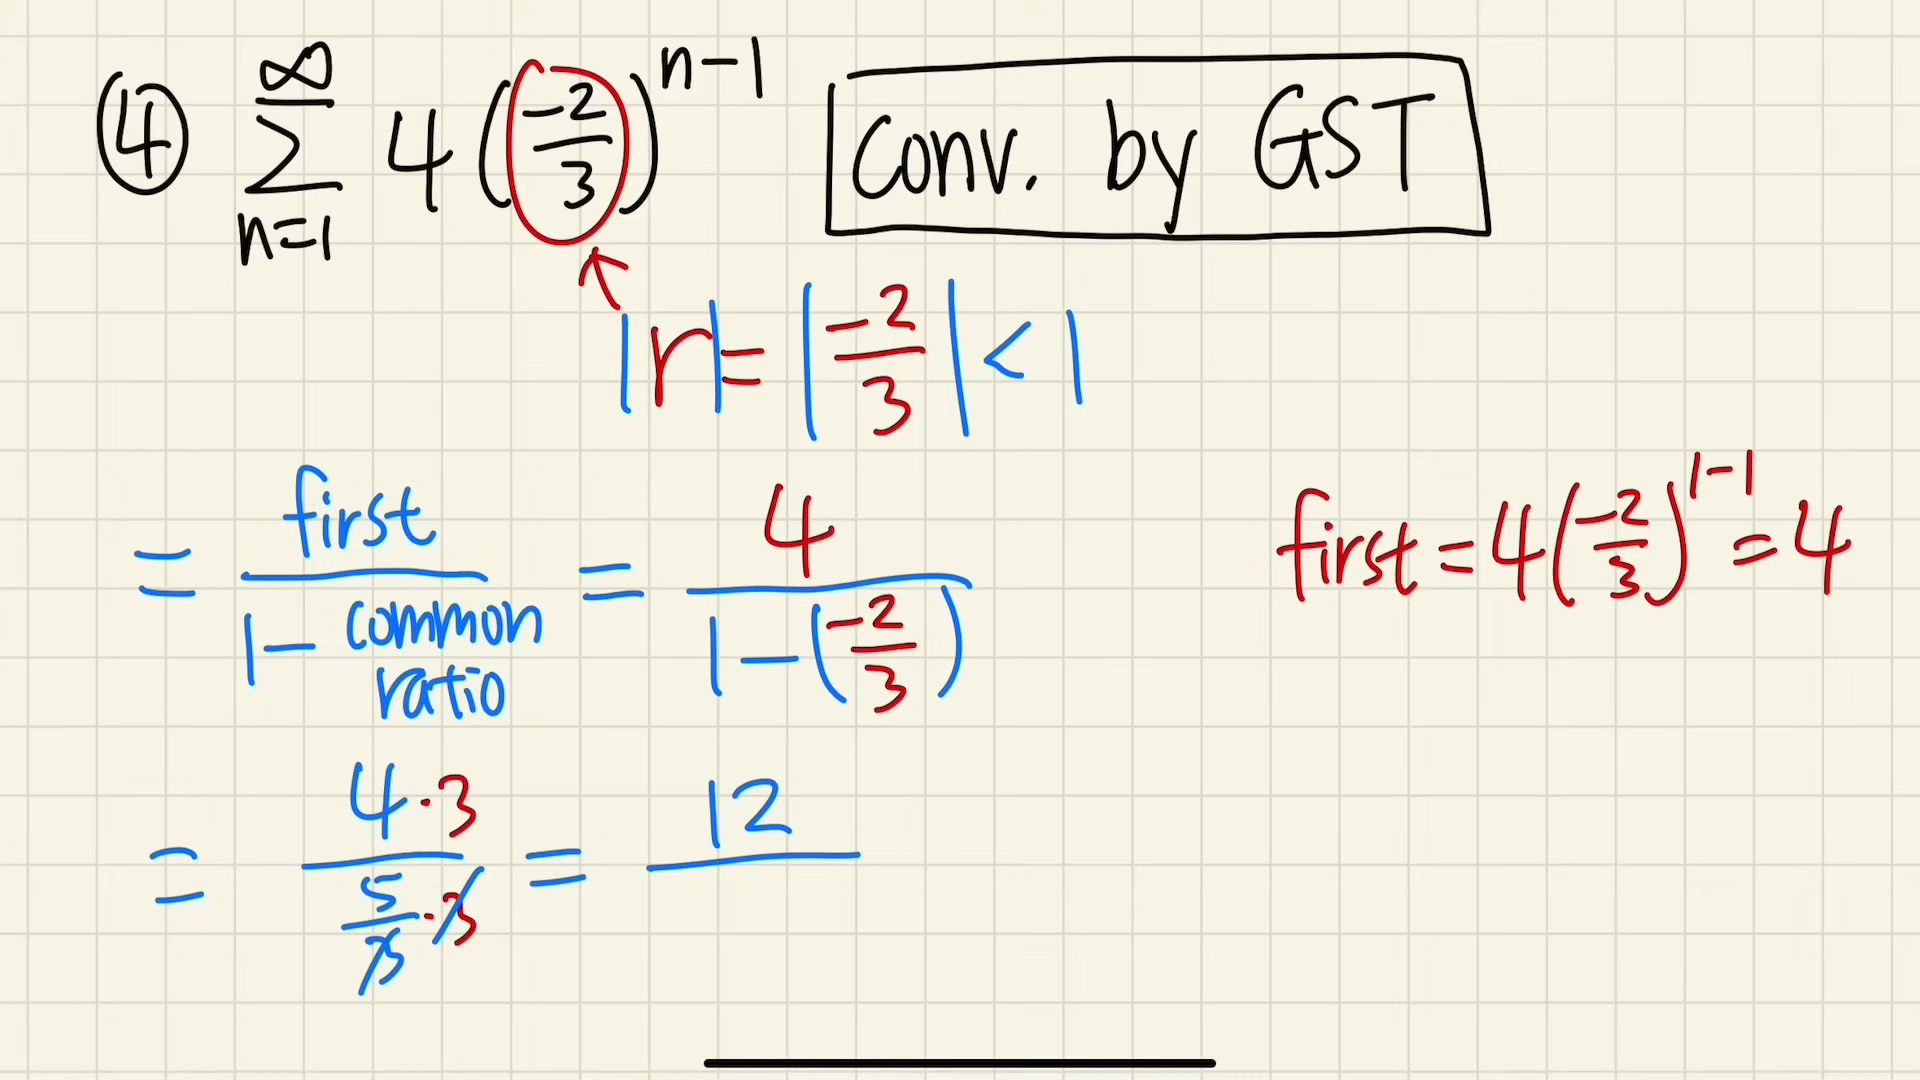 ④ ∞ Σ n=1 4(-2/3)^(n-1) conv. by GST
|r| = |-2/3| < 1
= first / (1 - common ratio) = 4 / (1 - (-2/3))
first = 4(-2/3)^(1-1) = 4
= (4·3) / (5/3·3) = 12